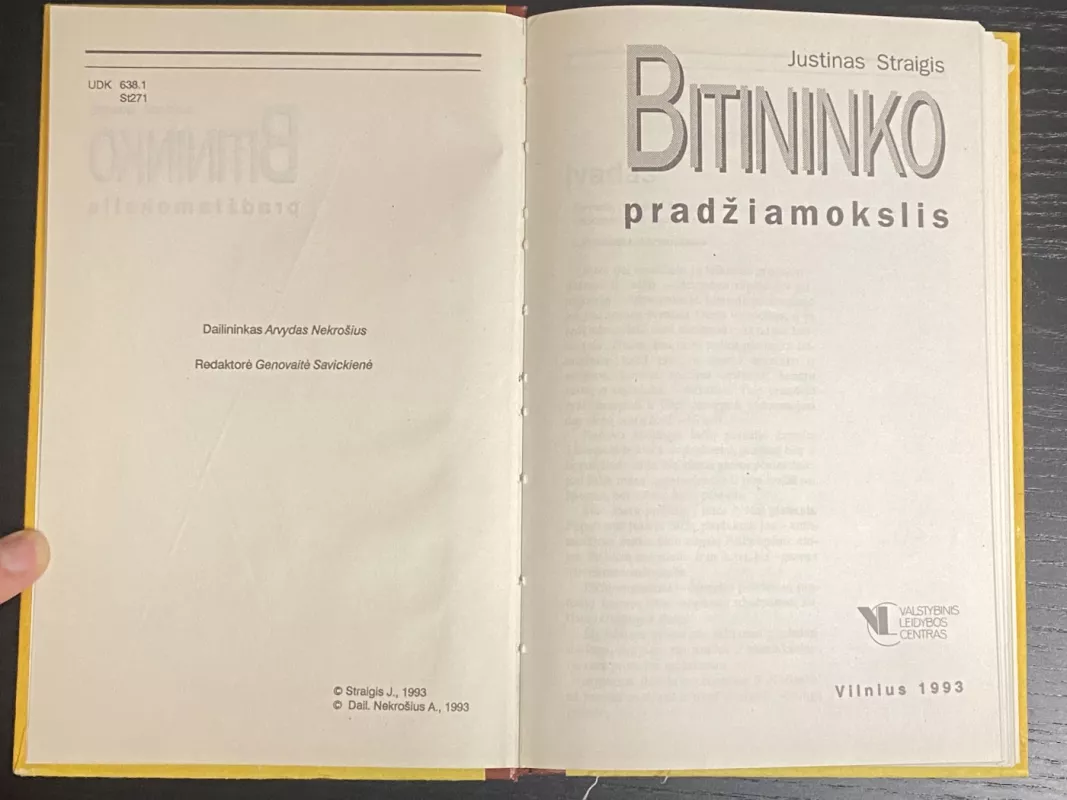 UDK 638.1
St271
Dailininkas Arvydas Nekrošius
Redaktorė Genovaitė Savickienė
© Straigis J., 1993
© Dail. Nekrošius A., 1993
Justinas Straigis
BITININKO
pradžiamokslis
VL VALSTYBINIS
LEIDYBOS
CENTRAS
Vilnius 1993